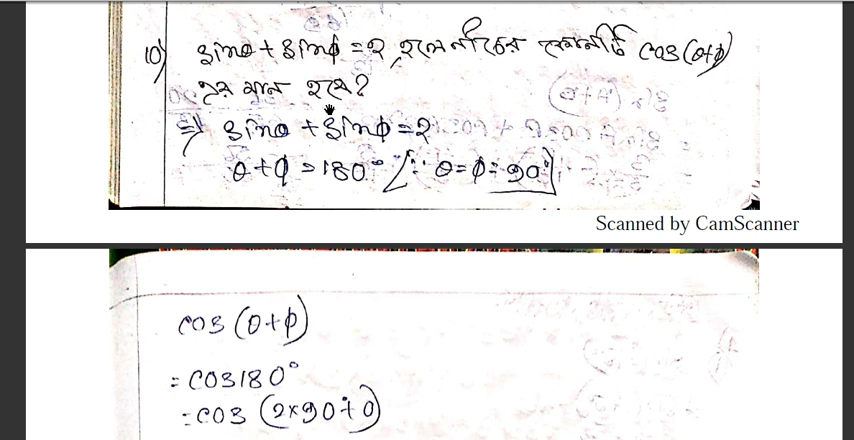 10) sinθ + sinφ = 2, হলে নীচের কোনটি cos(θ+φ)
এর মান হবে?
⇒ sinθ + sinφ = 2
θ+φ = 180° [∵ θ=φ=90°]
Scanned by CamScanner
cos (θ+φ)
= cos180°
= cos (2×90+0)